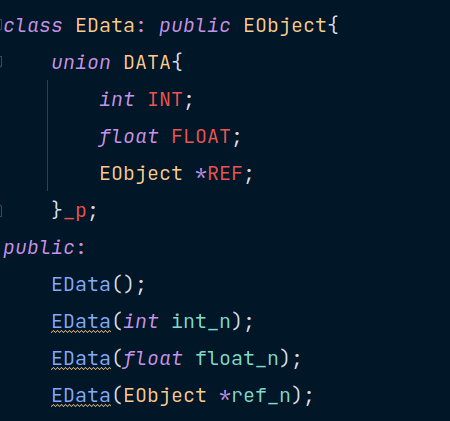 class EData: public EObject{
union DATA{
int INT;
float FLOAT;
EObject *REF;
}_p;
public:
EData();
EData(int int_n);
EData(float float_n);
EData(EObject *ref_n);